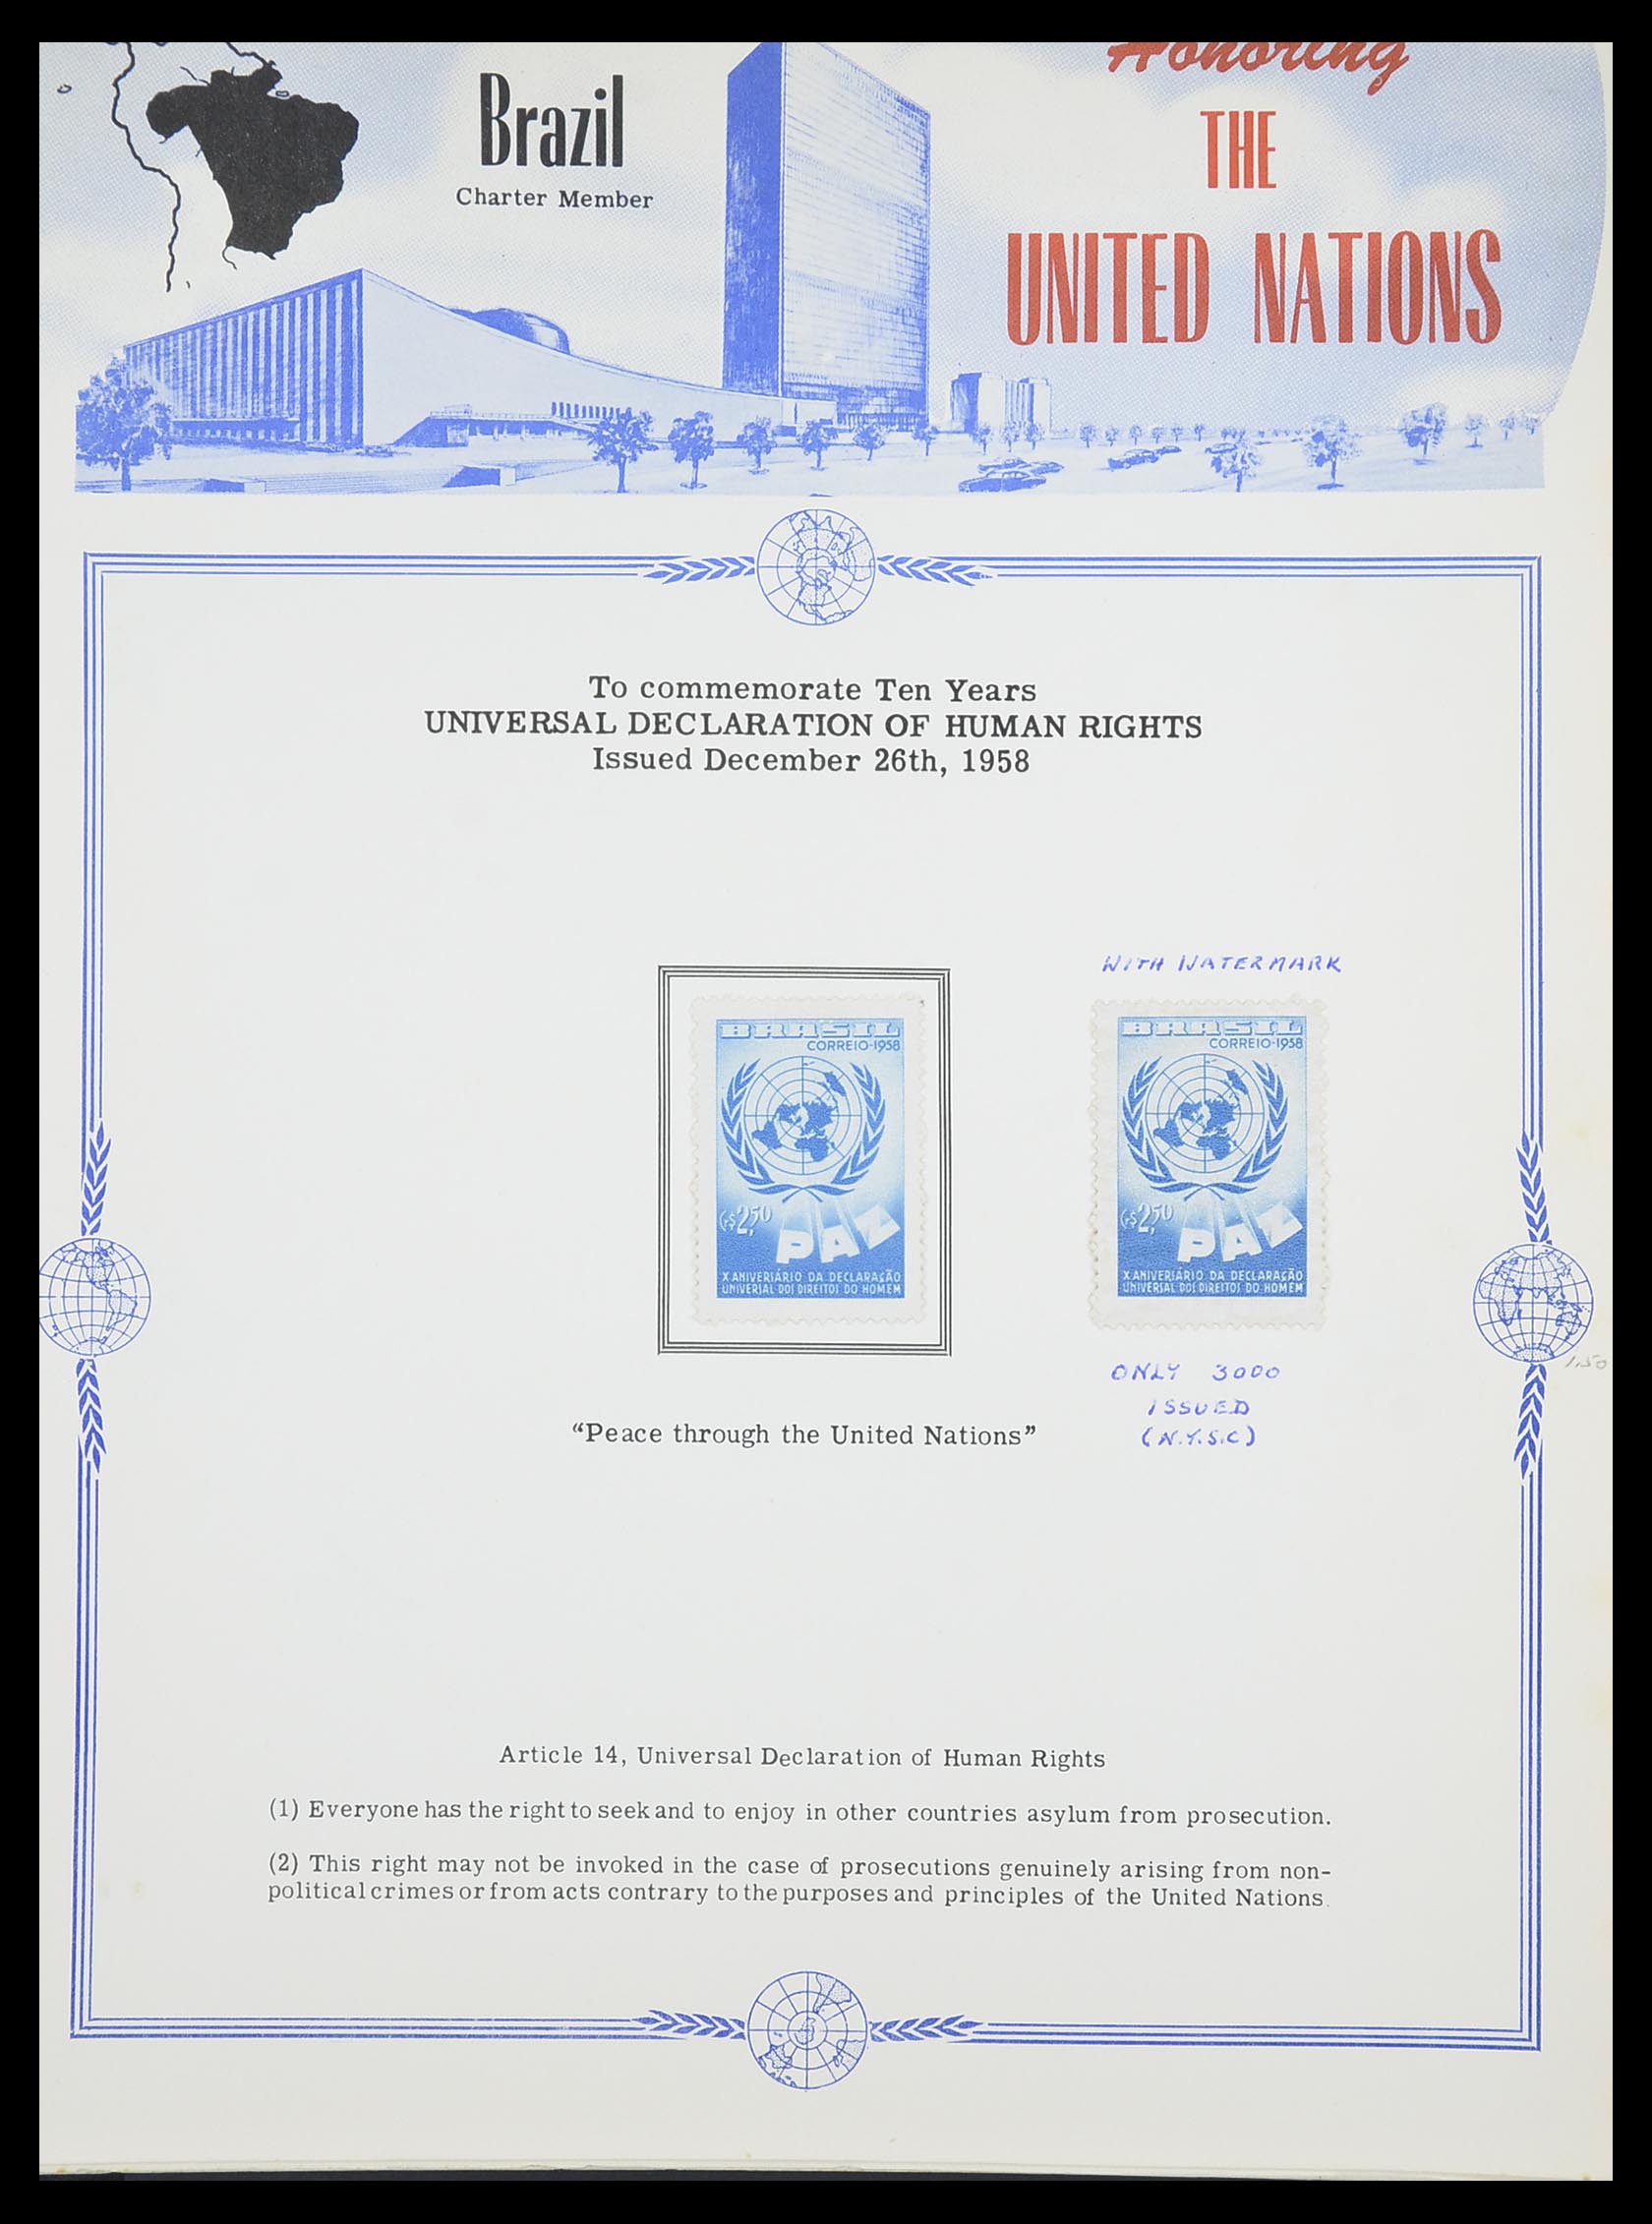 Honoring
Brazil
THE
Charter Member
UNITED NATIONS
To commemorate Ten Years
UNIVERSAL DECLARATION OF HUMAN RIGHTS
Issued December 26th, 1958
WITH WATERMARK
BRASIL
CORREIO-1958
Cr$2,50
PAZ
X ANIVERIÁRIO DA DECLARAÇÃO
UNIVERSAL DOS DIREITOS DO HOMEM
BRASIL
CORREIO-1958
Cr$2,50
PAZ
X ANIVERIÁRIO DA DECLARAÇÃO
UNIVERSAL DOS DIREITOS DO HOMEM
1.50
ONLY 3000
ISSUED
(N.Y.S.C)
“Peace through the United Nations”
Article 14, Universal Declaration of Human Rights
(1) Everyone has the right to seek and to enjoy in other countries asylum from prosecution.
(2) This right may not be invoked in the case of prosecutions genuinely arising from non-
political crimes or from acts contrary to the purposes and principles of the United Nations.